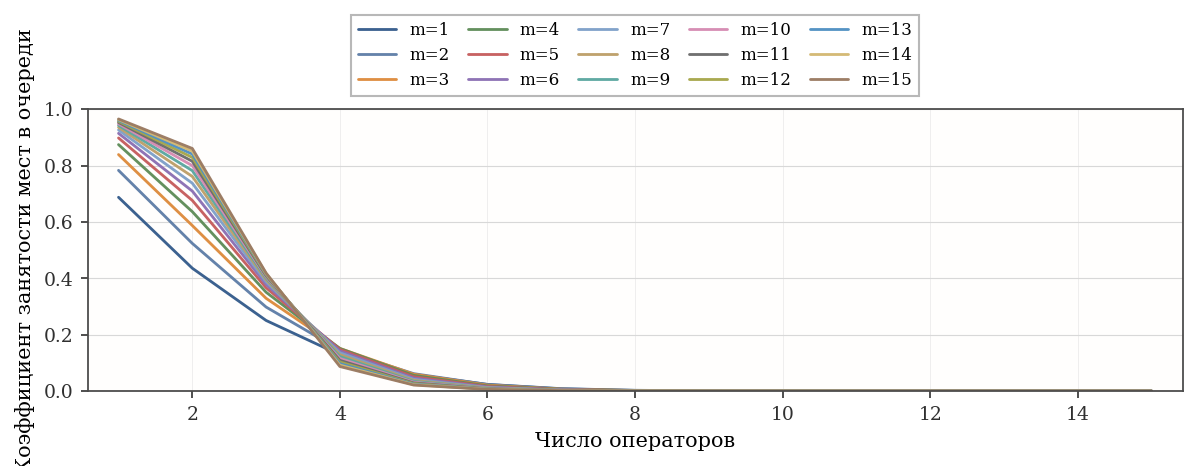 m=1 m=4 m=7 m=10 m=13
m=2 m=5 m=8 m=11 m=14
m=3 m=6 m=9 m=12 m=15
Коэффициент занятости мест в очереди
1.0
0.8
0.6
0.4
0.2
0.0
2 4 6 8 10 12 14
Число операторов